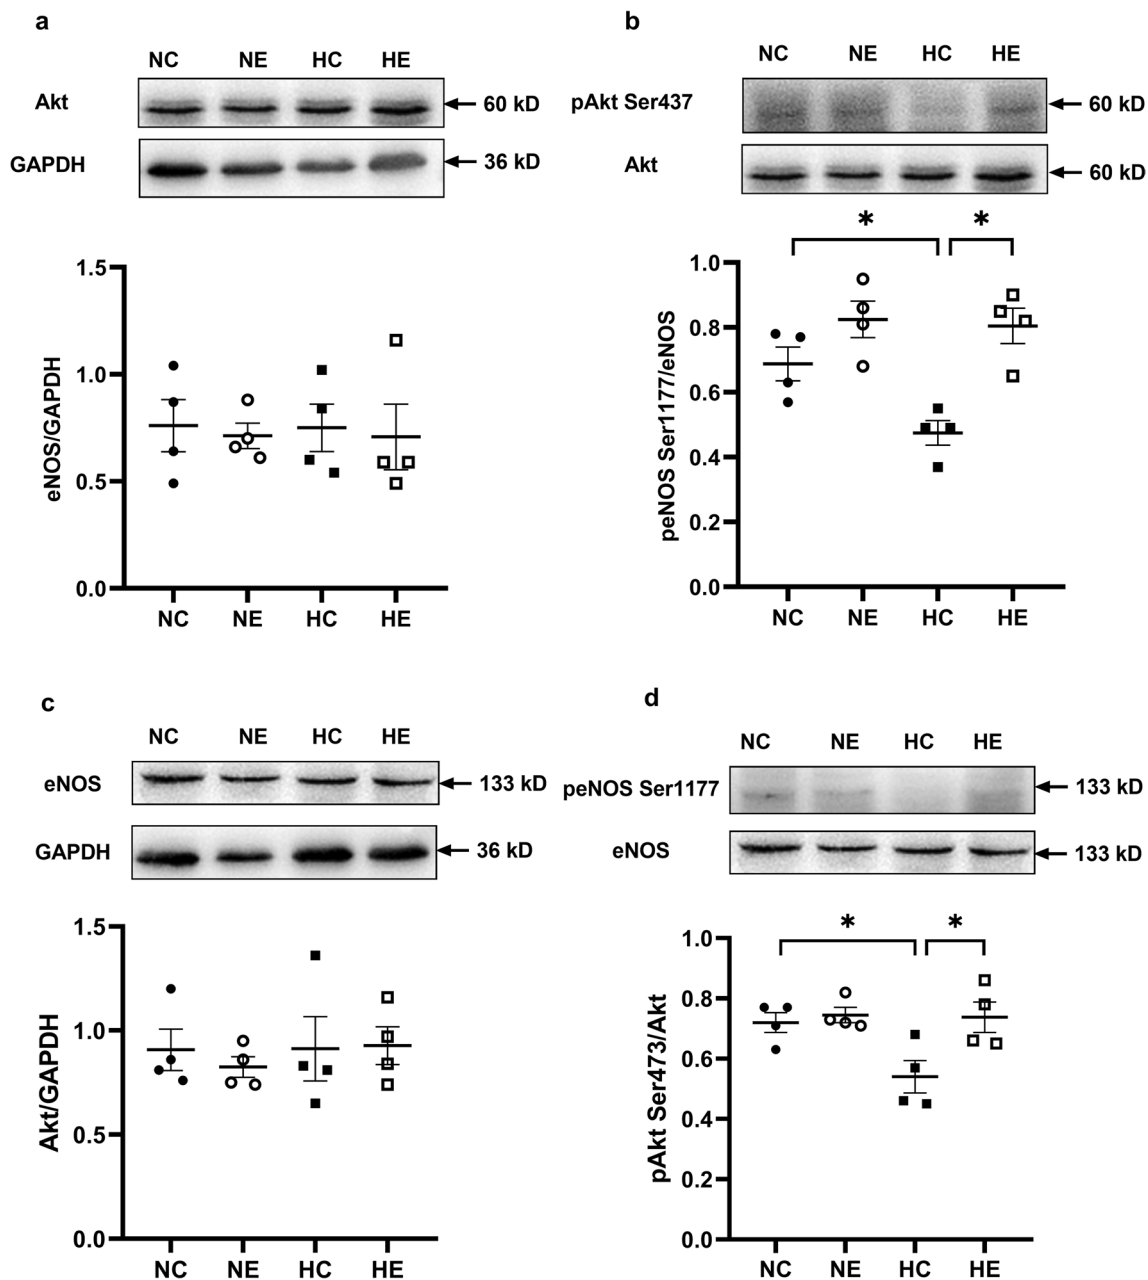 a
NC NE HC HE
Akt 60 kD
GAPDH 36 kD
1.5
1.0
0.5
0.0
eNOS/GAPDH
NC NE HC HE
b
NC NE HC HE
pAkt Ser437 60 kD
Akt 60 kD
* *
1.0
0.8
0.6
0.4
0.2
0.0
peNOS Ser1177/eNOS
NC NE HC HE
c
NC NE HC HE
eNOS 133 kD
GAPDH 36 kD
1.5
1.0
0.5
0.0
Akt/GAPDH
NC NE HC HE
d
NC NE HC HE
peNOS Ser1177 133 kD
eNOS 133 kD
* *
1.0
0.8
0.6
0.4
0.2
0.0
pAkt Ser473/Akt
NC NE HC HE